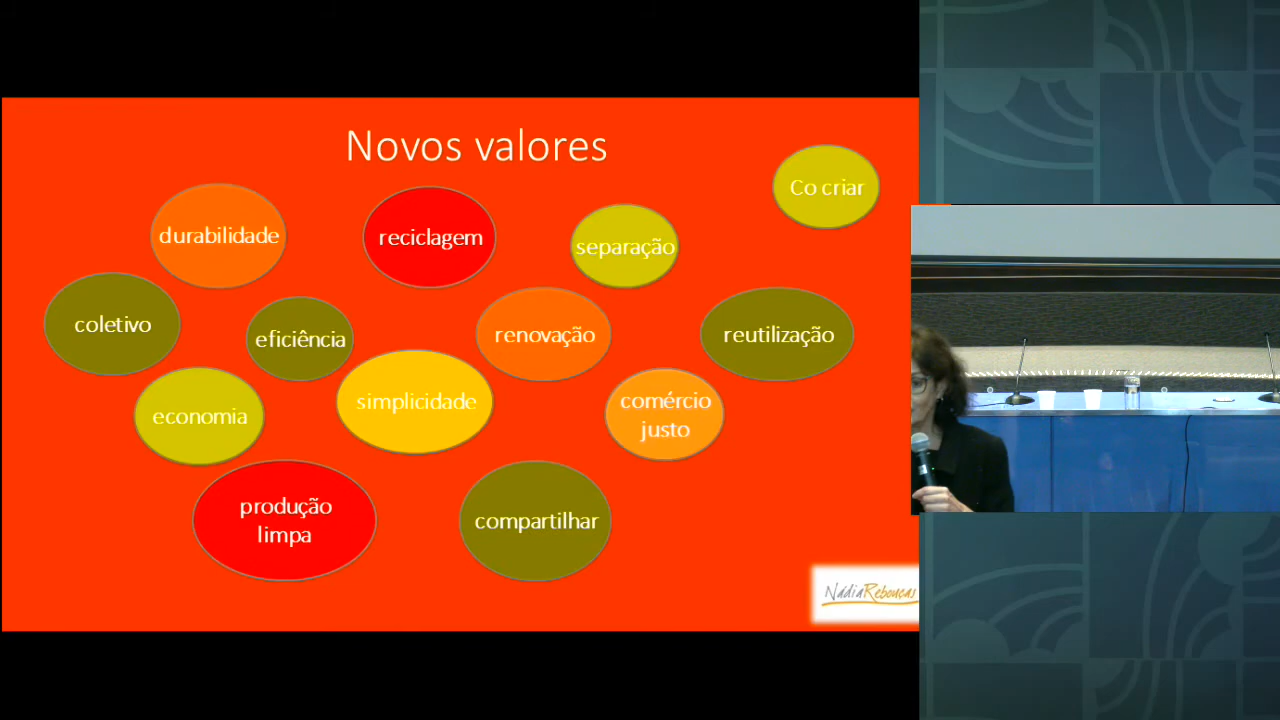 Novos valores
Co criar
durabilidade
reciclagem
separação
coletivo
eficiência
renovação
reutilização
economia
simplicidade
comércio
justo
produção
limpa
compartilhar
NádiaRebouças